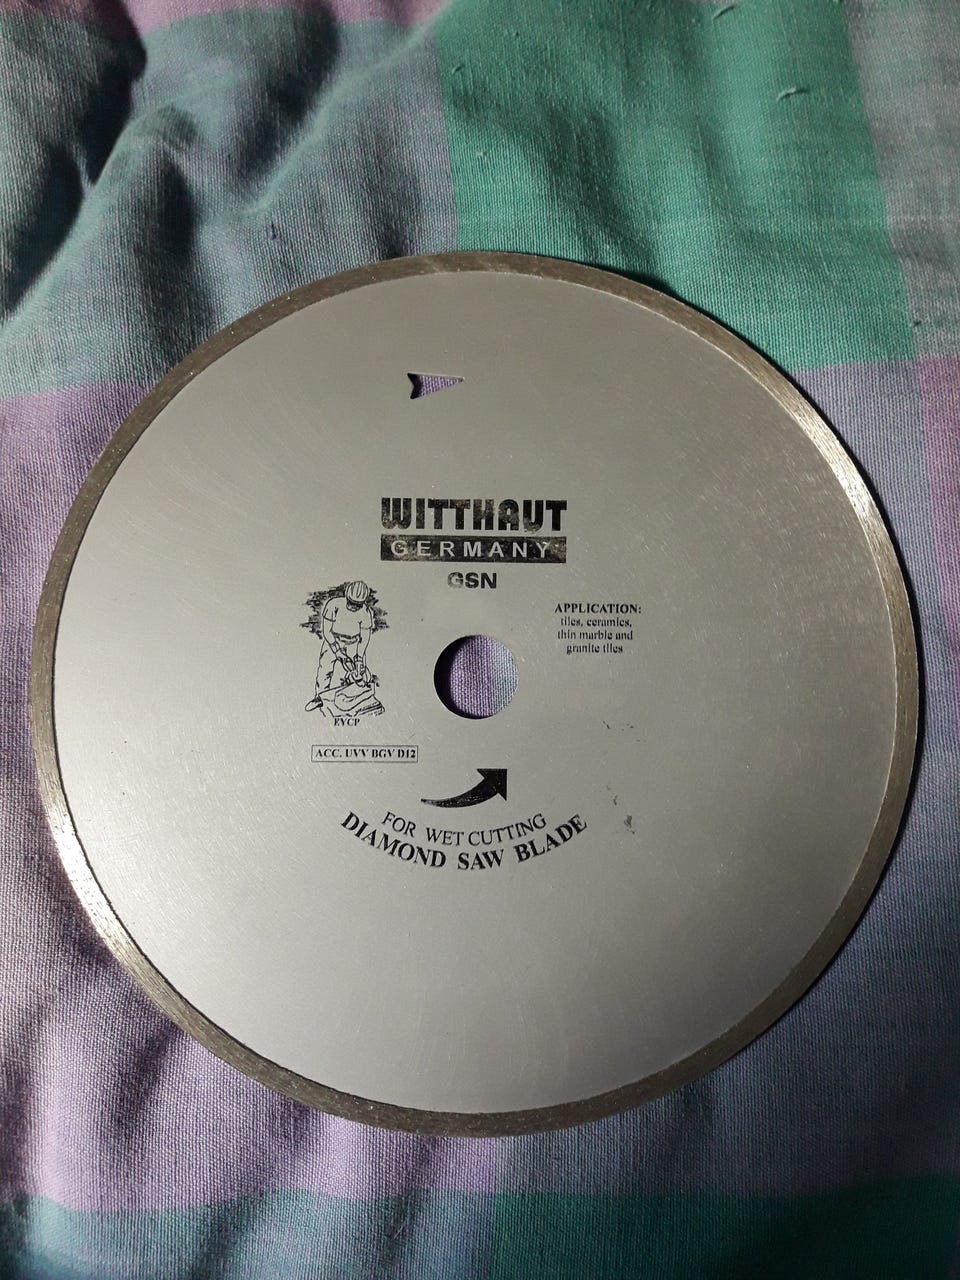 WITTHAUT
GERMANY
GSN
APPLICATION:
tiles, ceramics,
thin marble and
granite tiles
EYCP
ACC. UVV BGV D12
FOR WET CUTTING
DIAMOND SAW BLADE